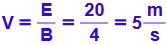 V = E/B = 20/4 = 5 m/s